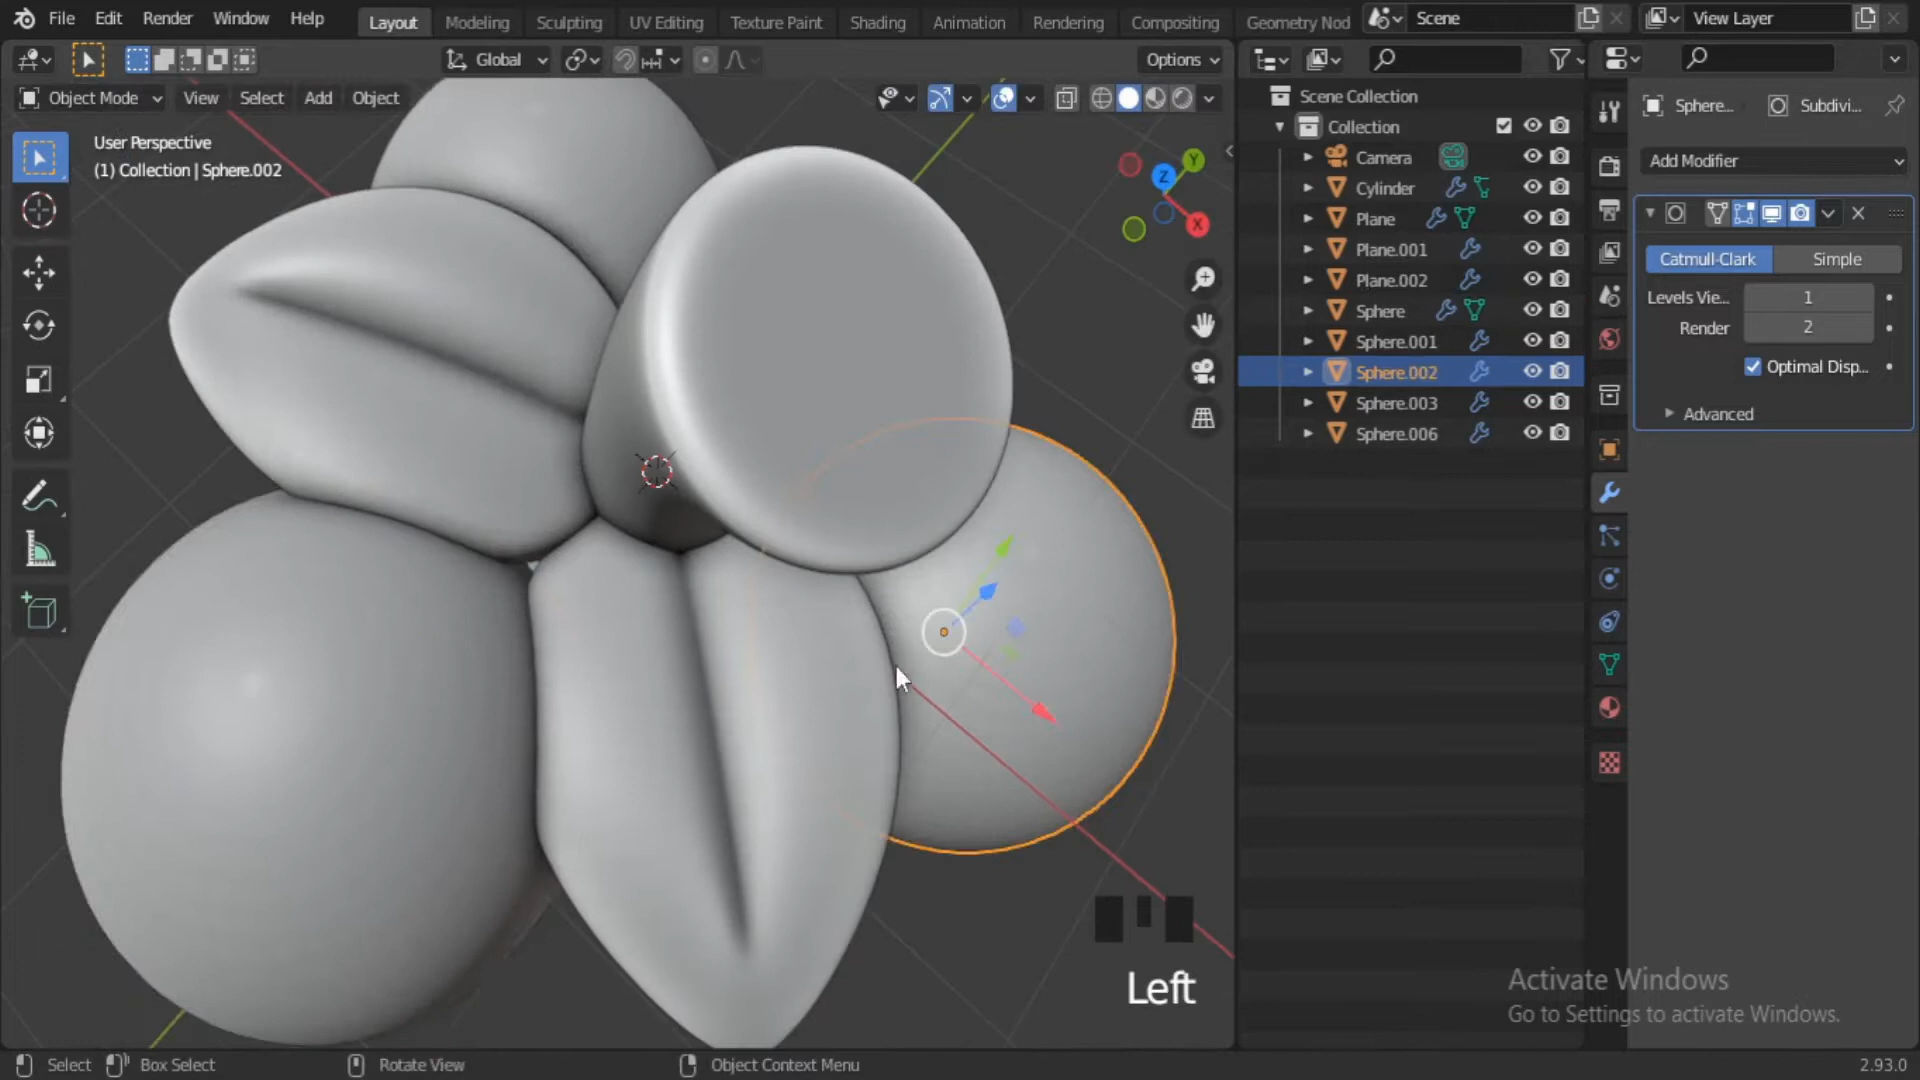 File Edit Render Window Help
Layout Modeling Sculpting UV Editing Texture Paint Shading Animation Rendering Compositing Geometry Nod
Scene
View Layer
Global
Options
Object Mode View Select Add Object
User Perspective
(1) Collection | Sphere.002
Y
Z
X
Scene Collection
Collection
Camera
Cylinder
Plane
Plane.001
Plane.002
Sphere
Sphere.001
Sphere.002
Sphere.003
Sphere.006
Sphere... Subdivi...
Add Modifier
Catmull-Clark Simple
Levels Vie... 1
Render 2
Optimal Disp...
Advanced
Left
Activate Windows
Go to Settings to activate Windows.
Select Box Select Rotate View Object Context Menu 2.93.0